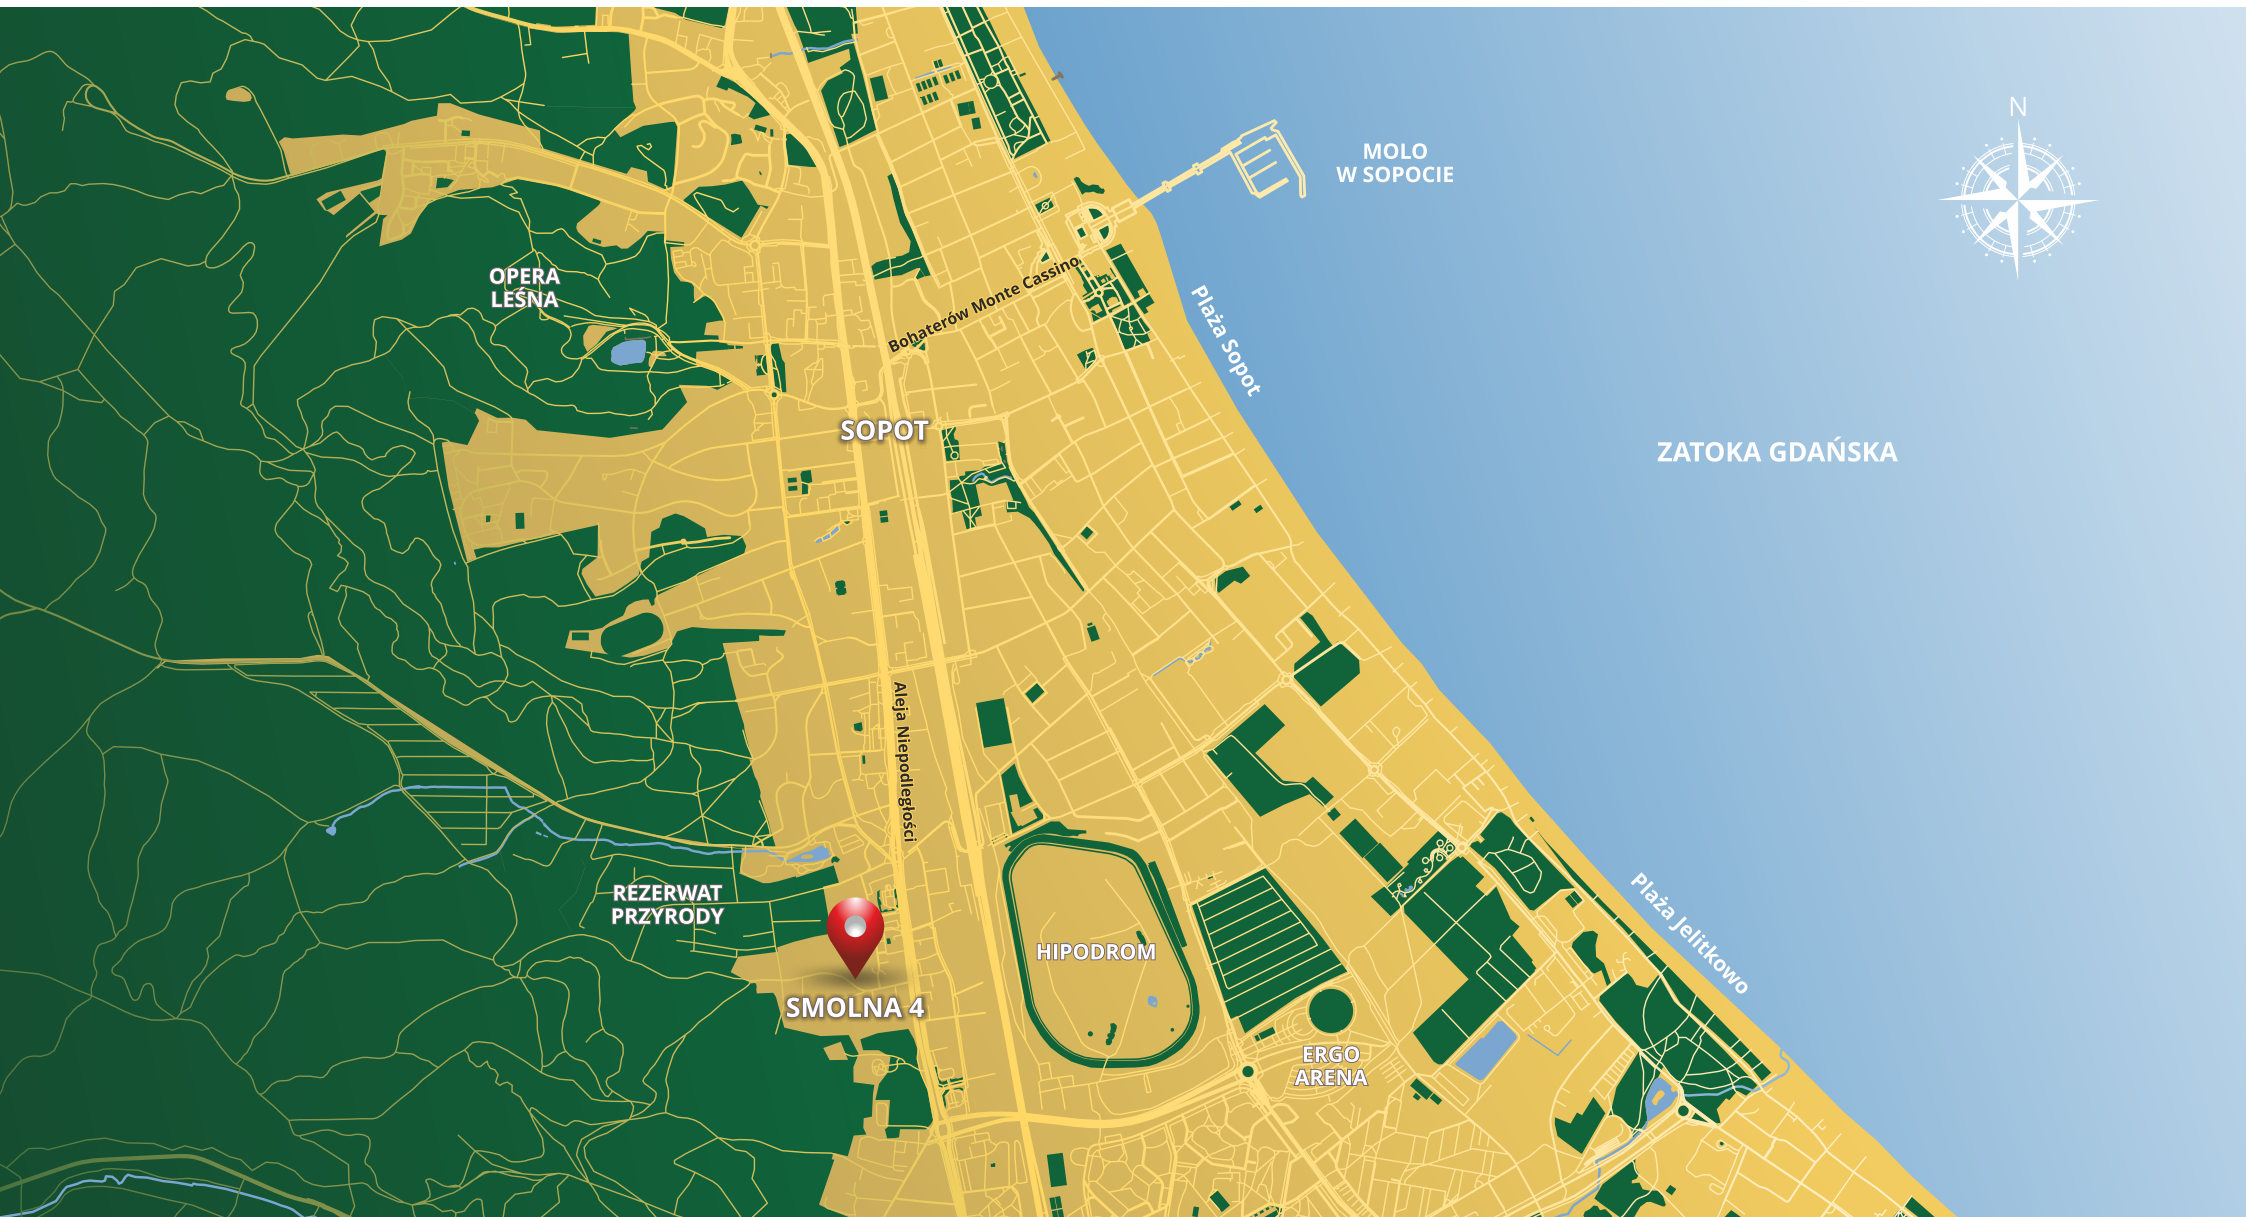 N
MOLO
W SOPOCIE
OPERA
LEŚNA
Bohaterów Monte Cassino
Plaża Sopot
SOPOT
ZATOKA GDAŃSKA
Aleja Niepodległości
REZERWAT
PRZYRODY
Plaża Jelitkowo
HIPODROM
SMOLNA 4
ERGO
ARENA